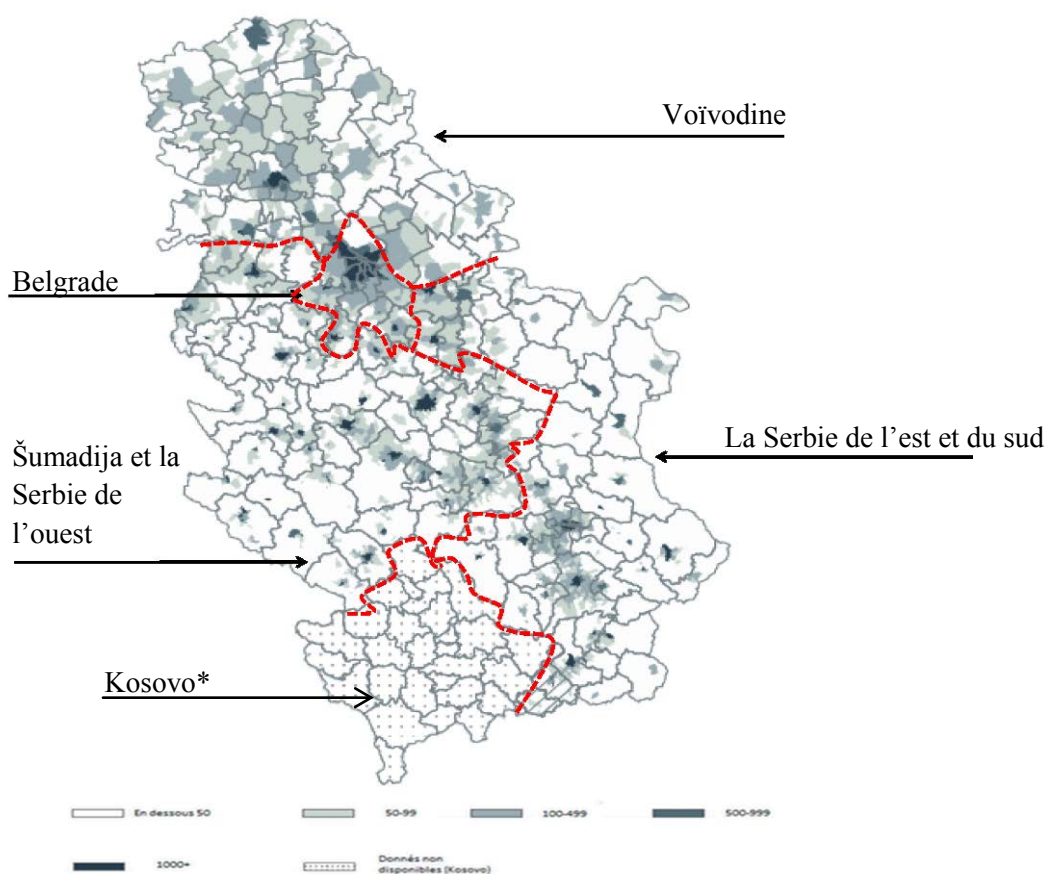 Voïvodine
Belgrade
La Serbie de l’est et du sud
Šumadija et la
Serbie de
l’ouest
Kosovo*
En dessous 50
50-99
100-499
500-999
1000+
Donnés non
disponibles (Kosovo)